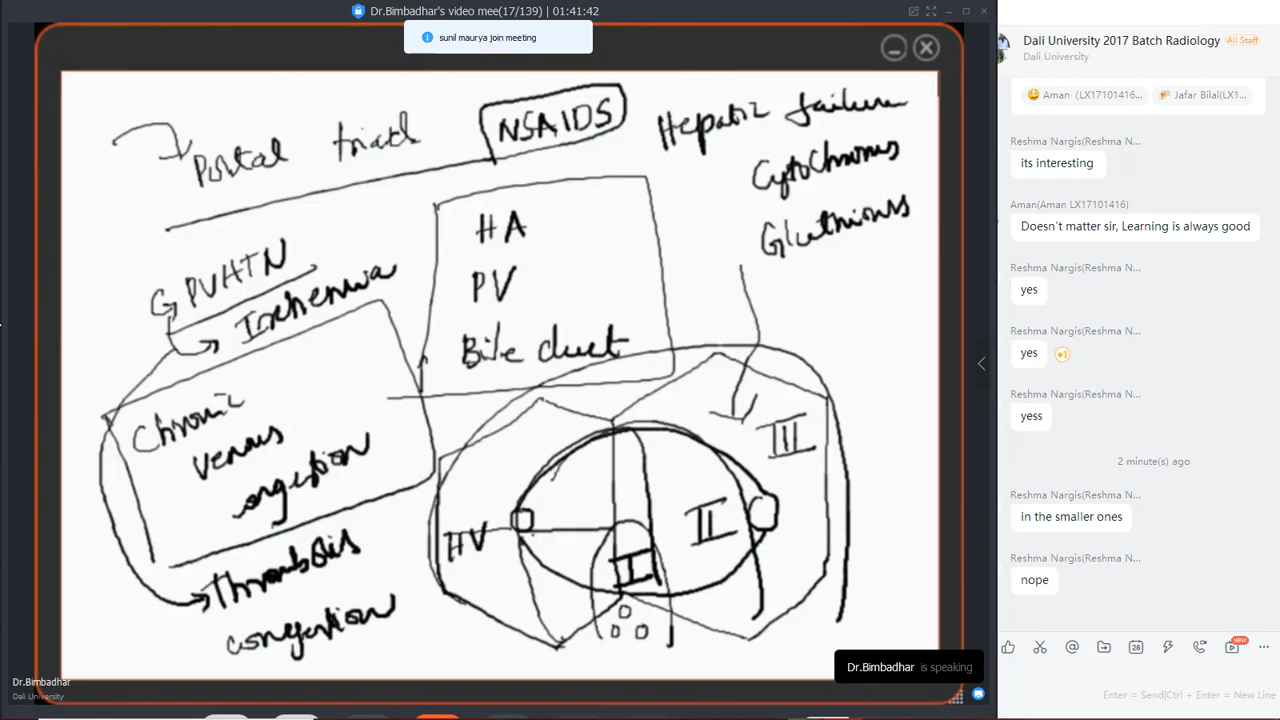 Dr.Bimbadhar's video mee(17/139) | 01:41:42
sunil maurya join meeting
Portal triad
NSAIDS
Hepatic failure
HA
PV
Bile duct
PVHTN
Chronic
venous
congestion
Thrombosis
congestion
HV
I
II
III
Dr.Bimbadhar
Dali University
Dr.Bimbadhar is speaking
Dali University 2017 Batch Radiology All Staff
Dali University
Aman (LX17101416...
Jafar Bilal(LX1...
Reshma Nargis(Reshma N...
its interesting
Aman(Aman LX17101416)
Doesn't matter sir, Learning is always good
Reshma Nargis(Reshma N...
yes
Reshma Nargis(Reshma N...
yes
+1
Reshma Nargis(Reshma N...
yess
2 minute(s) ago
Reshma Nargis(Reshma N...
in the smaller ones
Reshma Nargis(Reshma N...
nope
28
NEW
Enter = Send|Ctrl + Enter = New Line